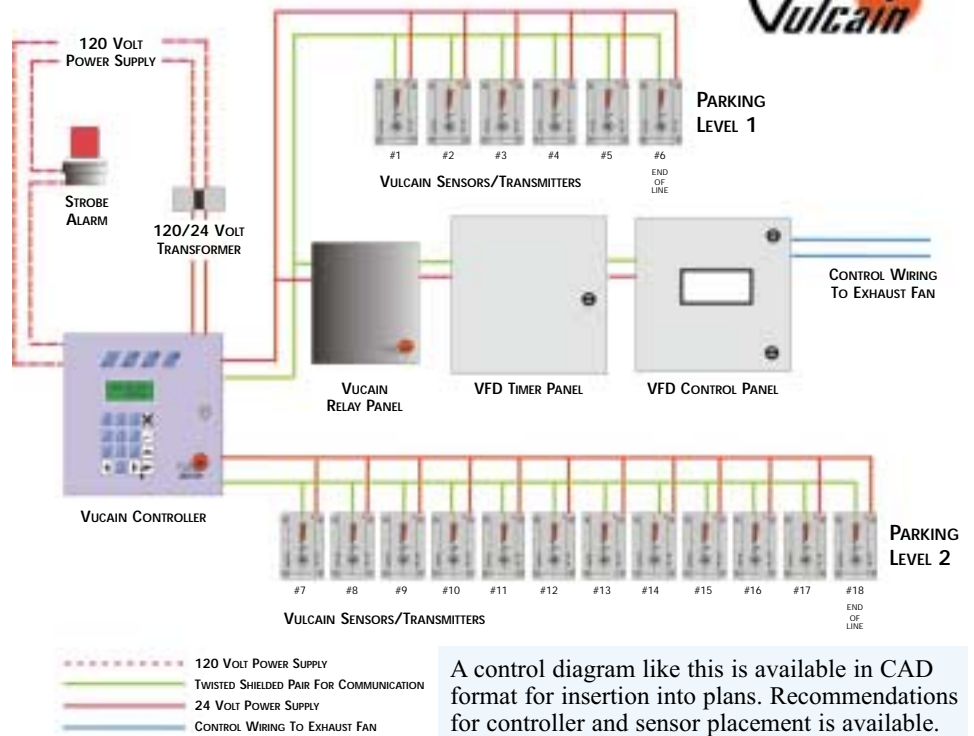 Vulcain
120 VOLT
POWER SUPPLY
STROBE
ALARM
120/24 VOLT
TRANSFORMER
#1 #2 #3 #4 #5 #6
END
OF
LINE
VULCAIN SENSORS/TRANSMITTERS
PARKING
LEVEL 1
VUCAIN
RELAY PANEL
VFD TIMER PANEL
VFD CONTROL PANEL
CONTROL WIRING
TO EXHAUST FAN
VUCAIN CONTROLLER
#7 #8 #9 #10 #11 #12 #13 #14 #15 #16 #17 #18
END
OF
LINE
VULCAIN SENSORS/TRANSMITTERS
PARKING
LEVEL 2
120 VOLT POWER SUPPLY
TWISTED SHIELDED PAIR FOR COMMUNICATION
24 VOLT POWER SUPPLY
CONTROL WIRING TO EXHAUST FAN
A control diagram like this is available in CAD
format for insertion into plans. Recommendations
for controller and sensor placement is available.